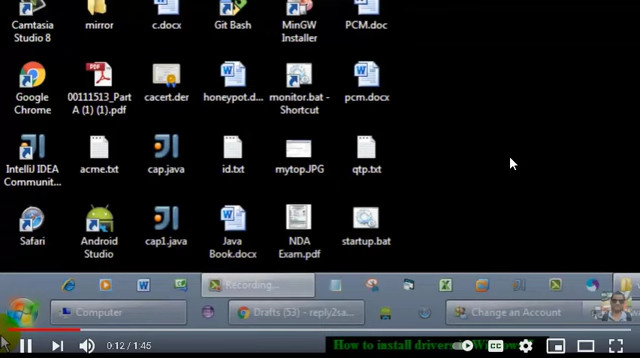 Camtasia
Studio 8
mirror
c.docx
Git Bash
MinGW
Installer
PCM.doc
Google
Chrome
00111513_Part
A (1) (1).pdf
cacert.der
honeypot.d...
monitor.bat -
Shortcut
pcm.docx
IntelliJ IDEA
Communit...
acme.txt
cap.java
id.txt
mytop.JPG
qtp.txt
Safari
Android
Studio
cap1.java
Java
Book.docx
NDA
Exam.pdf
startup.bat
Recording...
Computer
Drafts (53) - reply2sa...
Change an Account
0:12 / 1:45
How to install drivers